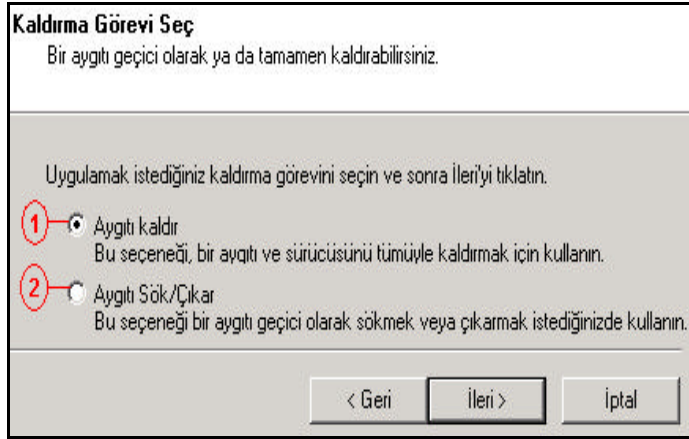 Kaldırma Görevi Seç
Bir aygıtı geçici olarak ya da tamamen kaldırabilirsiniz.
Uygulamak istediğiniz kaldırma görevini seçin ve sonra İleri'yi tıklatın.
1 Aygıtı kaldır
Bu seçeneği, bir aygıtı ve sürücüsünü tümüyle kaldırmak için kullanın.
2 Aygıtı Sök/Çıkar
Bu seçeneği bir aygıtı geçici olarak sökmek veya çıkarmak istediğinizde kullanın.
< Geri İleri > İptal